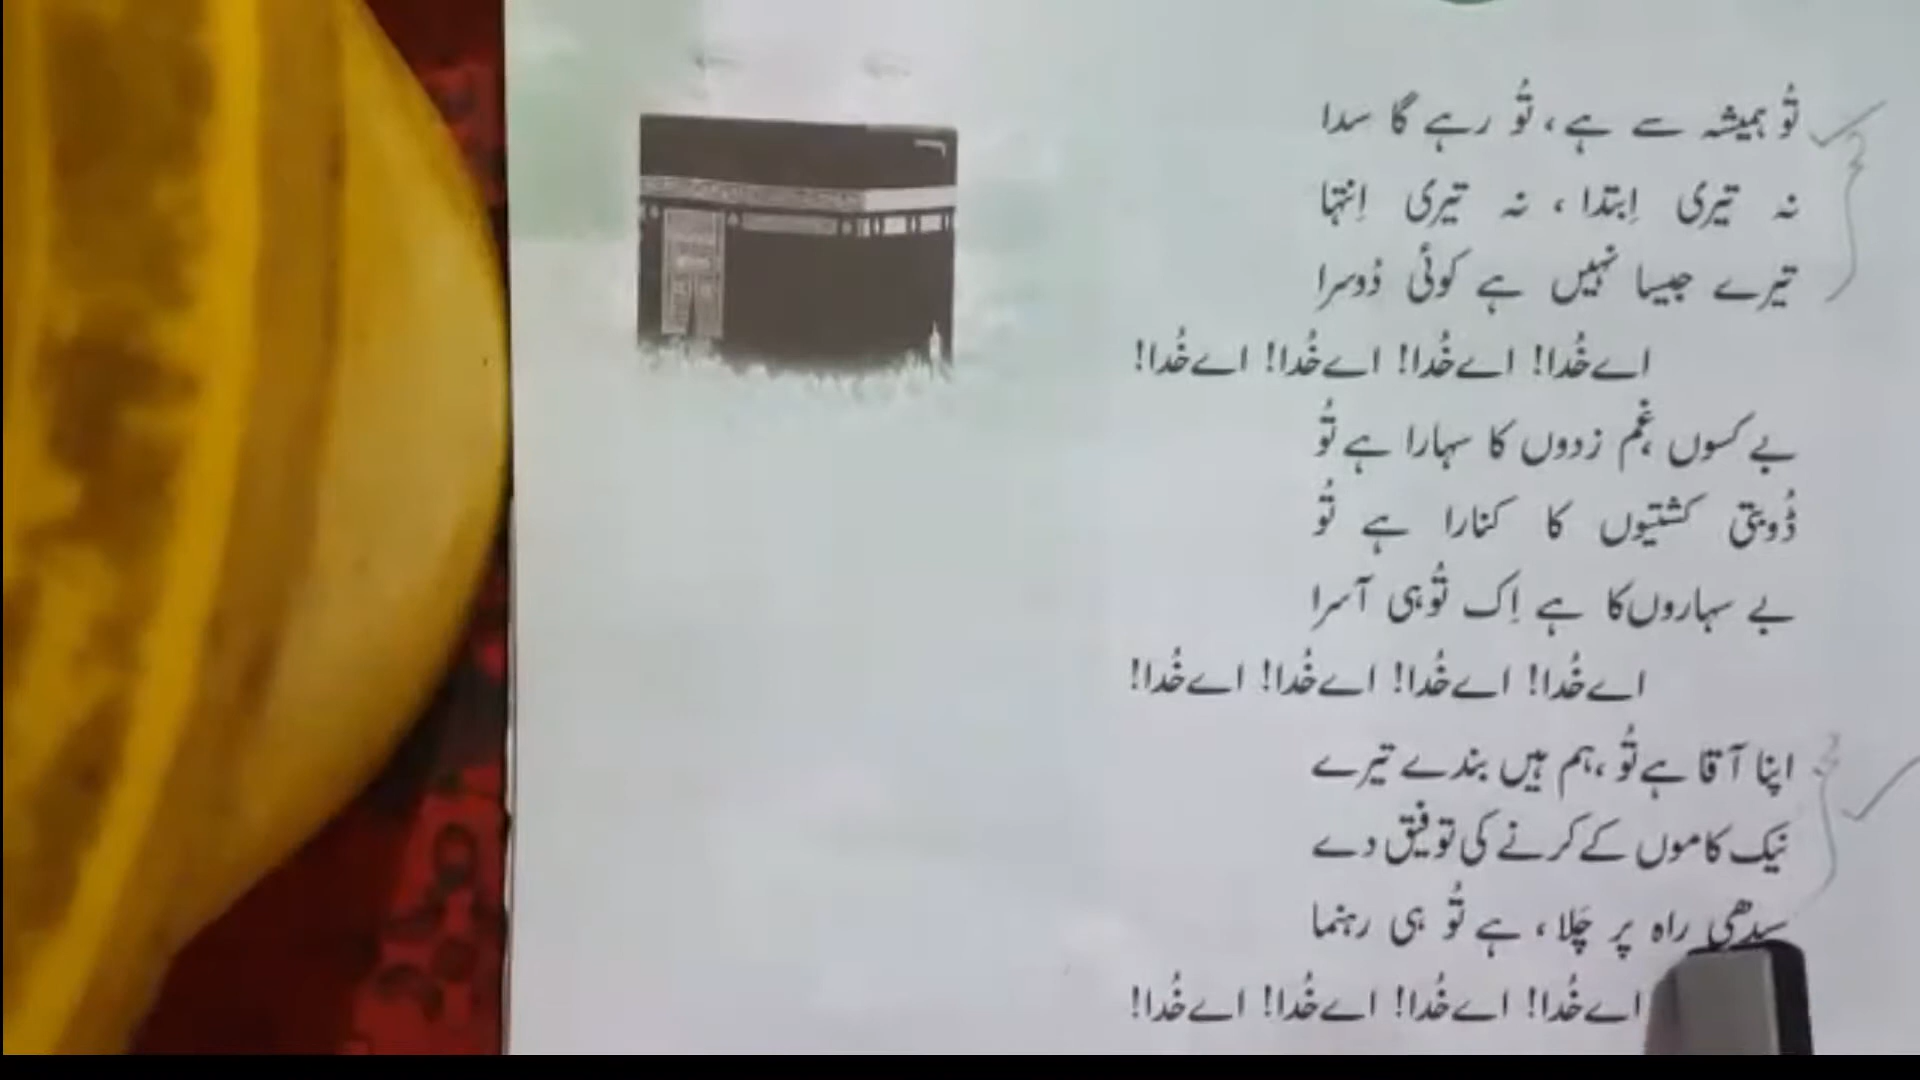 تُو ہمیشہ سے ہے، تُو رہے گا سدا
نہ تیری اِبتدا، نہ تیری اِنتہا
تیرے جیسا نہیں ہے کوئی دُوسرا
اے خُدا! اے خُدا! اے خُدا! اے خُدا!
بے کسوں، غم زدوں کا سہارا ہے تُو
ڈُوبتی کشتیوں کا کنارا ہے تُو
بے سہاروں کا ہے اِک تُو ہی آسرا
اے خُدا! اے خُدا! اے خُدا! اے خُدا!
اپنا آقا ہے تُو، ہم ہیں بندے تیرے
نیک کاموں کے کرنے کی توفیق دے
سیدھی راہ پر چَلا، ہے تُو ہی رہنما
اے خُدا! اے خُدا! اے خُدا! اے خُدا!